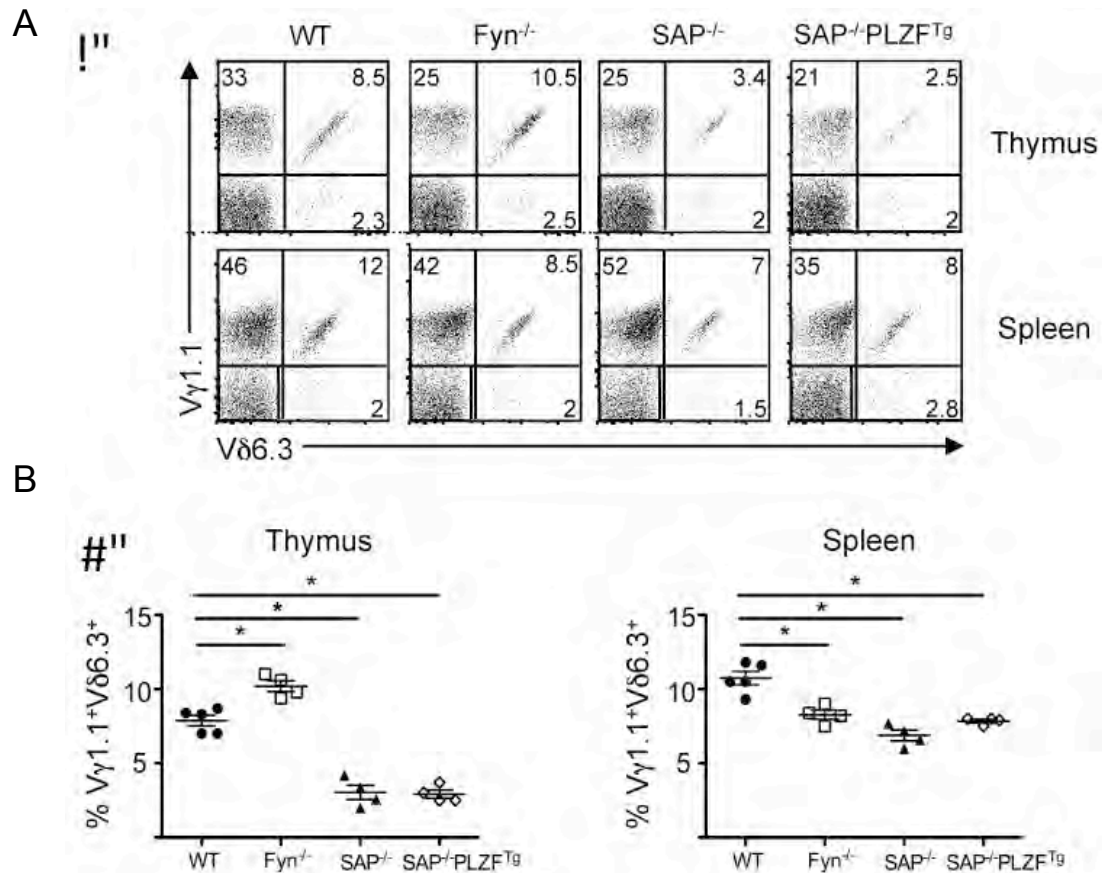 A
!"
WT Fyn-/- SAP-/- SAP-/-PLZFTg
33 8.5 25 10.5 25 3.4 21 2.5
Thymus
2.3 2.5 2 2
46 12 42 8.5 52 7 35 8
Spleen
2 2 1.5 2.8
Vγ1.1
Vδ6.3
B
#"
Thymus
* * *
% Vγ1.1+Vδ6.3+
15
10
5
WT Fyn-/- SAP-/- SAP-/-PLZFTg
Spleen
* * *
% Vγ1.1+Vδ6.3+
15
10
5
WT Fyn-/- SAP-/- SAP-/-PLZFTg